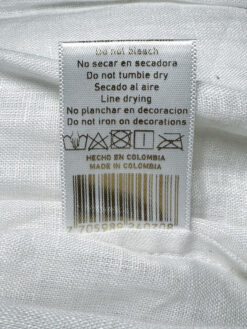 Do not bleach
No secar en secadora
Do not tumble dry
Secado al aire
Line drying
No planchar en decoracion
Do not iron on decorations
HECHO EN COLOMBIA
MADE IN COLOMBIA